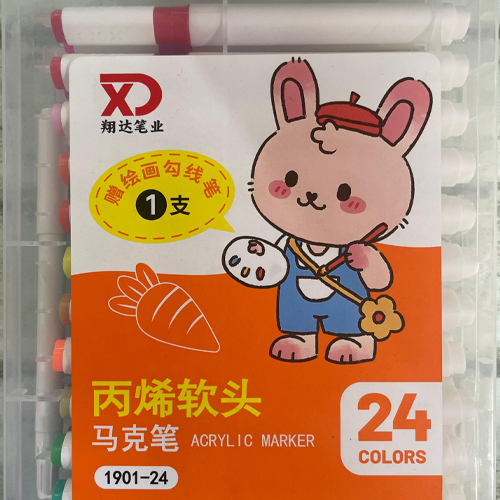 XD
翔达笔业
赠绘画勾线笔
1支
丙烯软头
马克笔 ACRYLIC MARKER
1901-24
24
COLORS